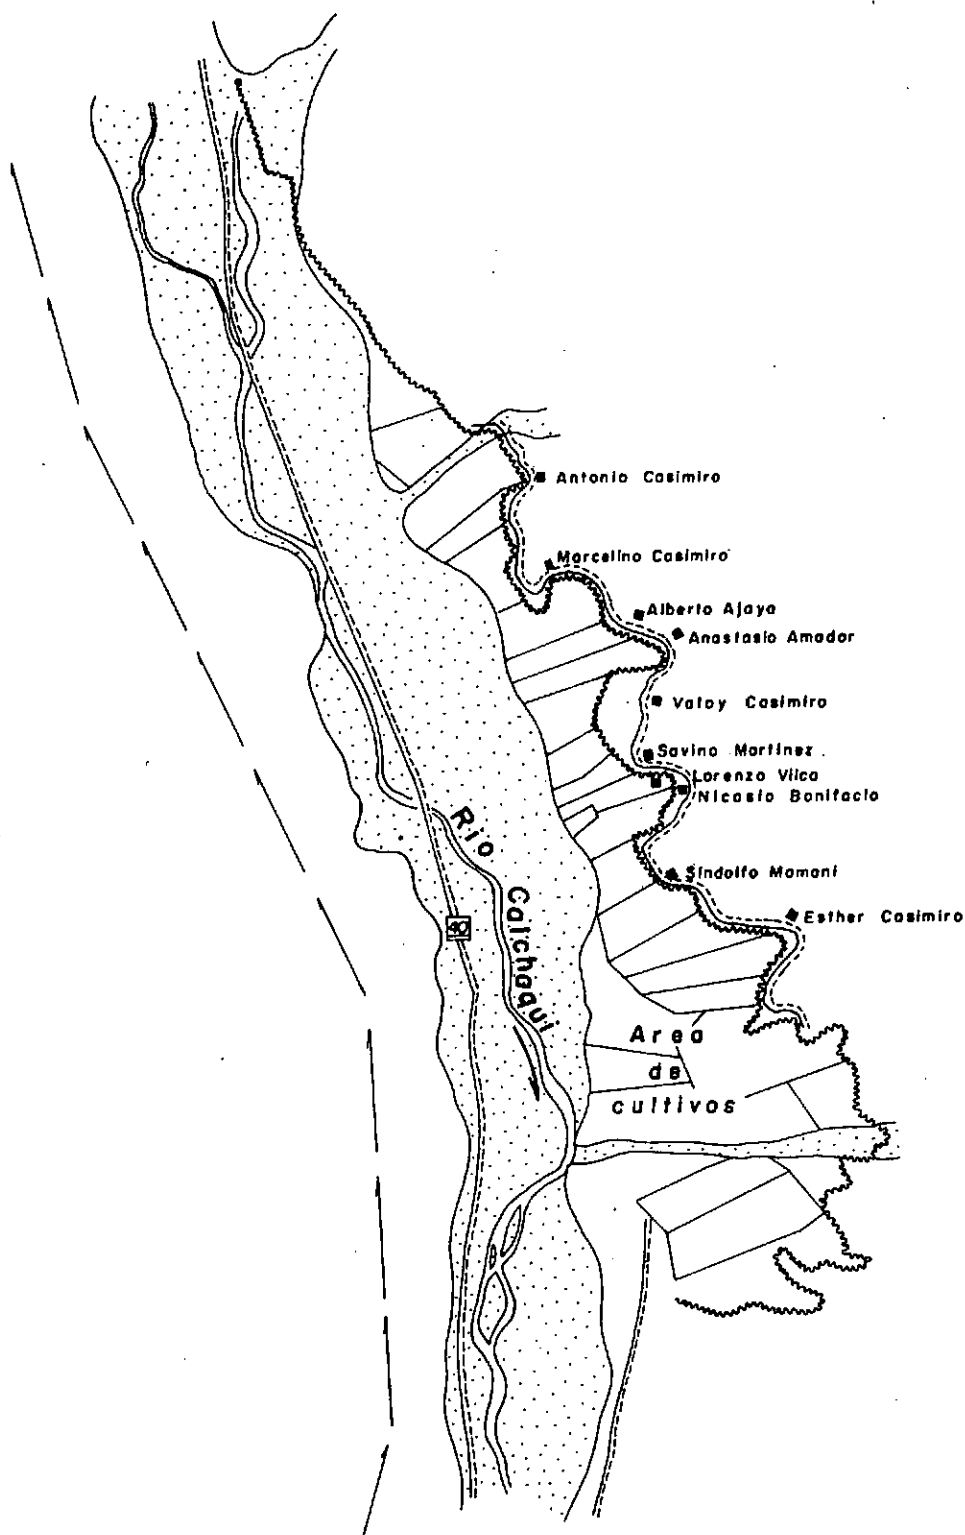 Antonio Casimiro
Marcelino Casimiro
Alberto Ajaya
Anastasio Amador
Vatoy Casimiro
Savino Martinez
Lorenzo Vilca
Nicasio Bonifacio
Sindolfo Mamani
Esther Casimiro
Rio Calchaqui
40
Area
de
cultivos